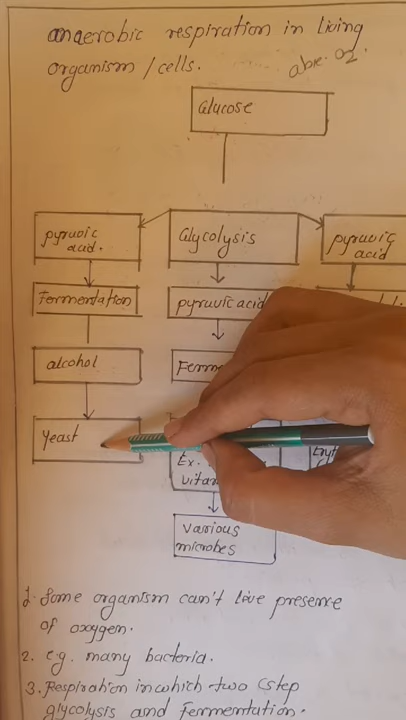 anaerobic respiration in living
organism / cells.
Glucose
pyruvic
acid.
Glycolysis
pyruvic
acid
Fermentation
pyruvic acid
alcohol
Yeast
Ex.
various
microbes
1. Some organism can't live presence
of oxygen.
2. e.g. many bacteria.
3. Respiration in which two (step
glycolysis and Fermentation.